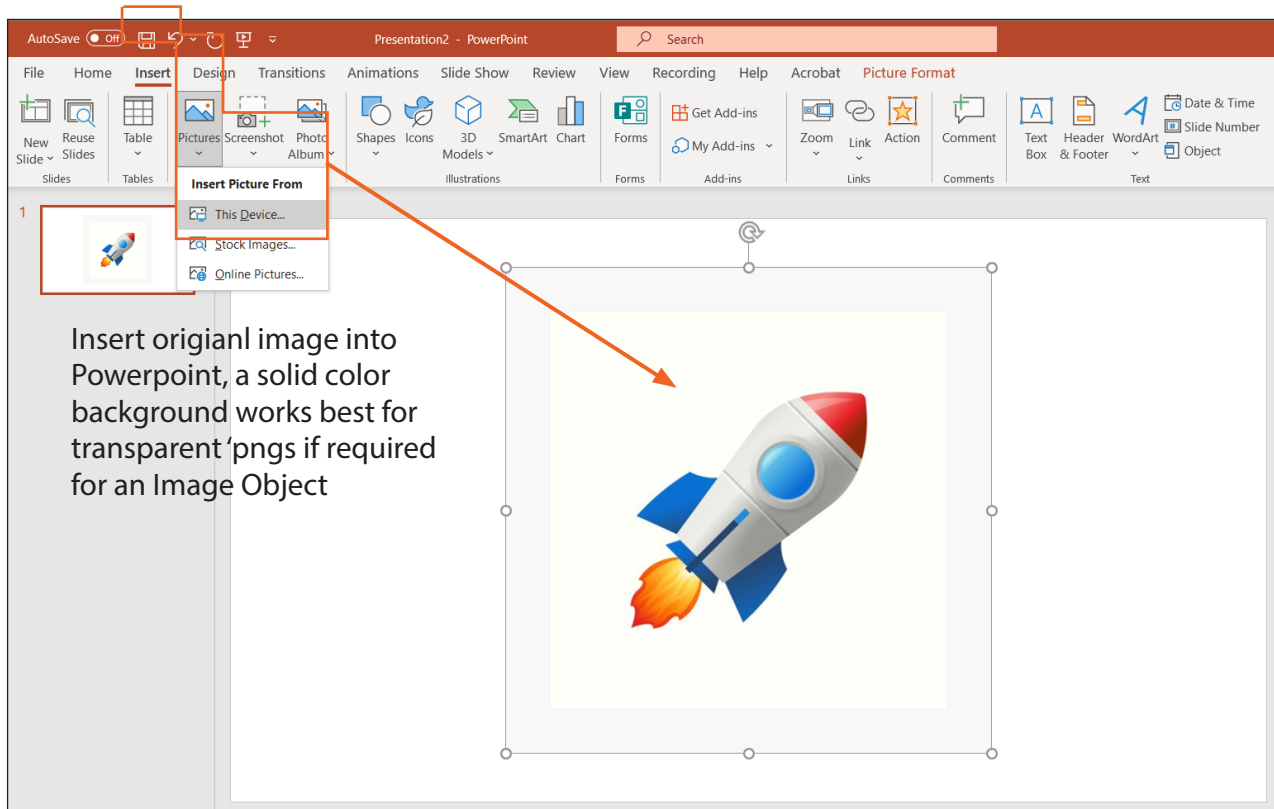 AutoSave Off Presentation2 - PowerPoint Search
File Home Insert Design Transitions Animations Slide Show Review View Recording Help Acrobat Picture Format
New Slide
Reuse Slides
Table
Pictures
Screenshot
Photo Album
Shapes
Icons
3D Models
SmartArt
Chart
Forms
Get Add-ins
My Add-ins
Zoom
Link
Action
Comment
Text Box
Header & Footer
WordArt
Date & Time
Slide Number
Object
Slides Tables Illustrations Forms Add-ins Links Comments Text
Insert Picture From
This Device...
Stock Images...
Online Pictures...
1
Insert origianl image into
Powerpoint, a solid color
background works best for
transparent ‘pngs if required
for an Image Object